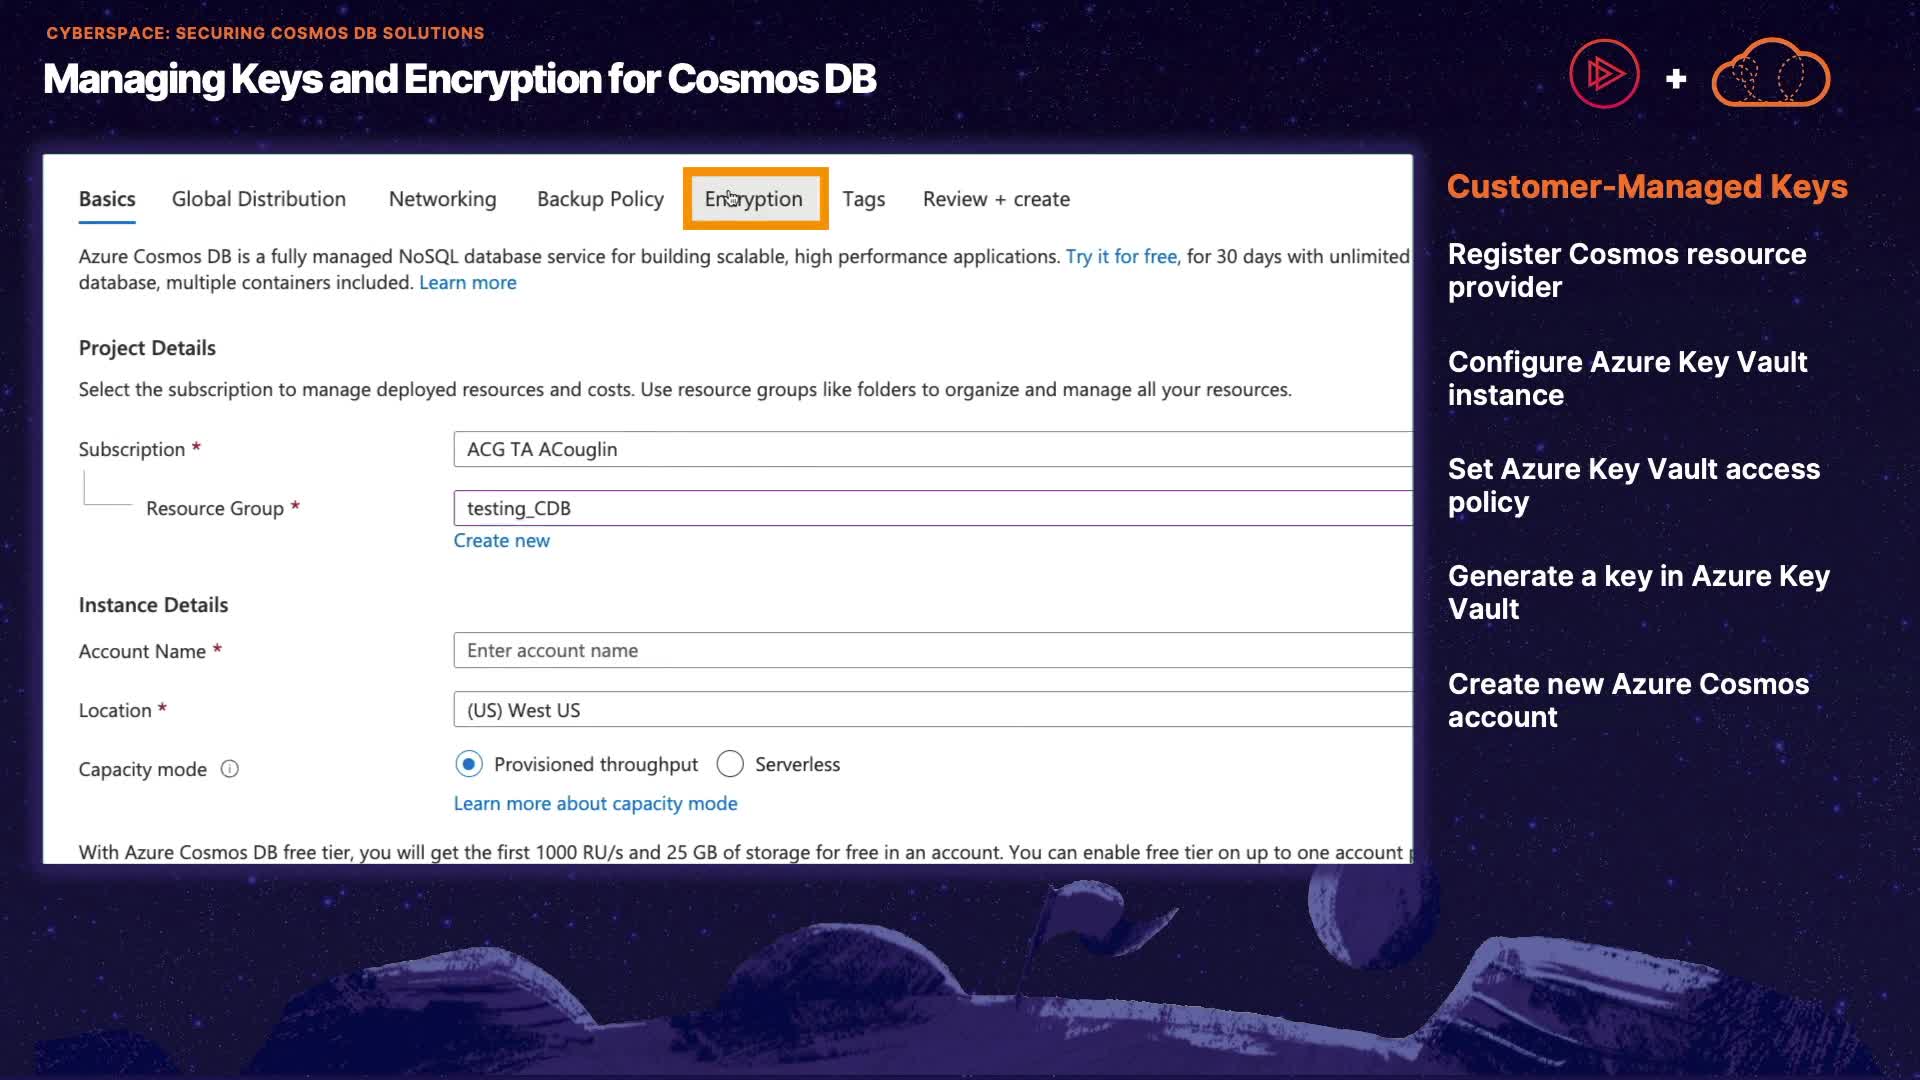 CYBERSPACE: SECURING COSMOS DB SOLUTIONS
Managing Keys and Encryption for Cosmos DB
+
Basics Global Distribution Networking Backup Policy Encryption Tags Review + create
Azure Cosmos DB is a fully managed NoSQL database service for building scalable, high performance applications. Try it for free, for 30 days with unlimited
database, multiple containers included. Learn more
Project Details
Select the subscription to manage deployed resources and costs. Use resource groups like folders to organize and manage all your resources.
Subscription *
ACG TA ACouglin
Resource Group *
testing_CDB
Create new
Instance Details
Account Name *
Enter account name
Location *
(US) West US
Capacity mode
Provisioned throughput Serverless
Learn more about capacity mode
With Azure Cosmos DB free tier, you will get the first 1000 RU/s and 25 GB of storage for free in an account. You can enable free tier on up to one account
Customer-Managed Keys
Register Cosmos resource
provider
Configure Azure Key Vault
instance
Set Azure Key Vault access
policy
Generate a key in Azure Key
Vault
Create new Azure Cosmos
account